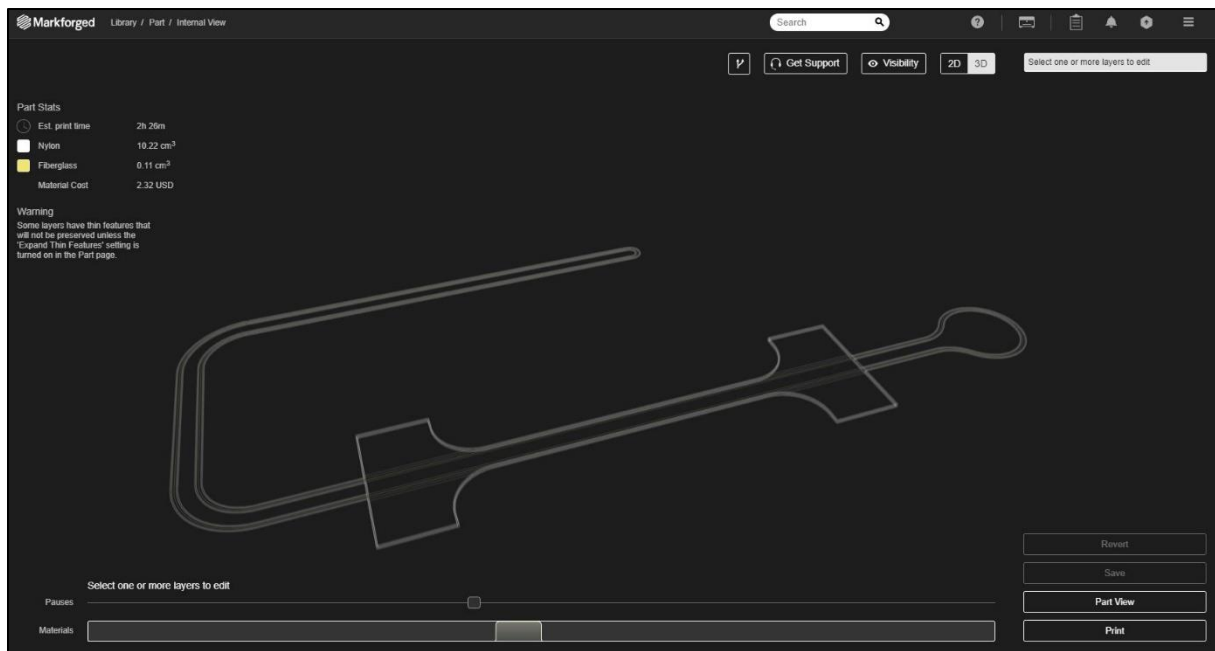 Markforged Library / Part / Internal View Search
Get Support Visibility 2D 3D Select one or more layers to edit
Part Stats
Est. print time 2h 26m
Nylon 10.22 cm³
Fiberglass 0.11 cm³
Material Cost 2.32 USD
Warning
Some layers have thin features that
will not be preserved unless the
'Expand Thin Features' setting is
turned on in the Part page.
Revert
Save
Select one or more layers to edit
Pauses
Part View
Materials
Print